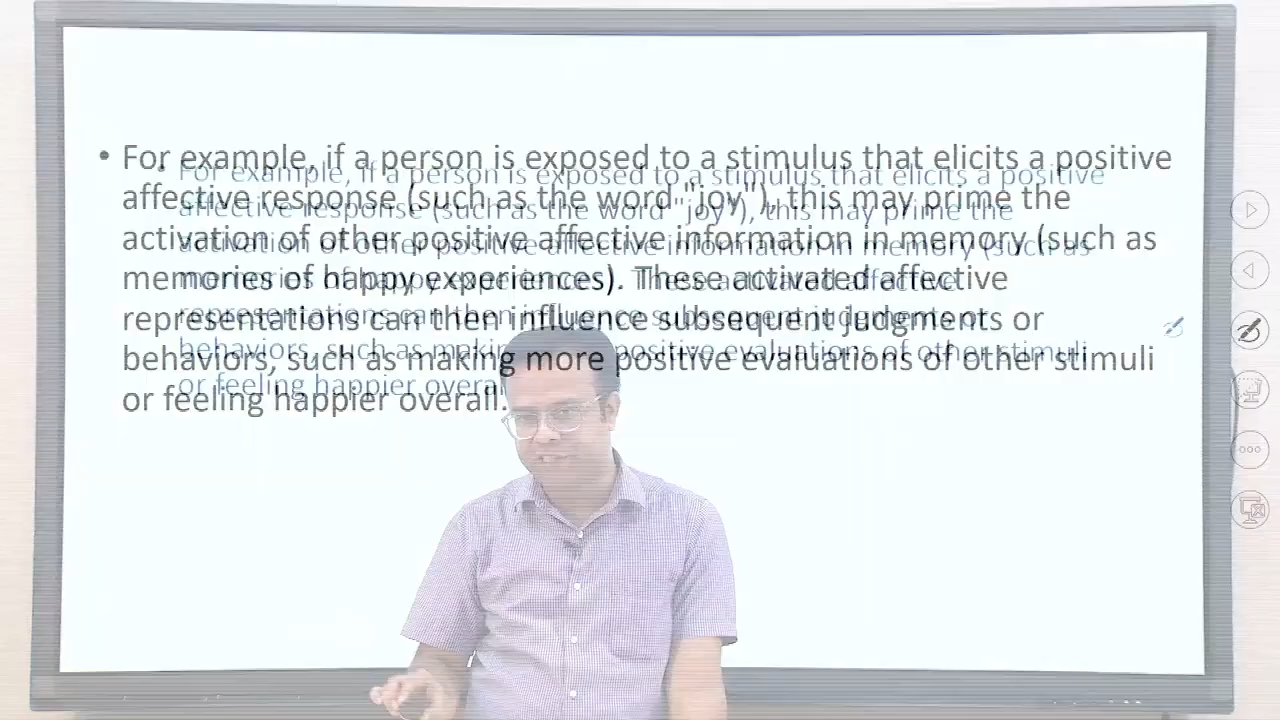 • For example, if a person is exposed to a stimulus that elicits a positive
affective response (such as the word "joy"), this may prime the
activation of other positive affective information in memory (such as
memories of happy experiences). These activated affective
representations can then influence subsequent judgments or
behaviors, such as making more positive evaluations of other stimuli
or feeling happier overall.